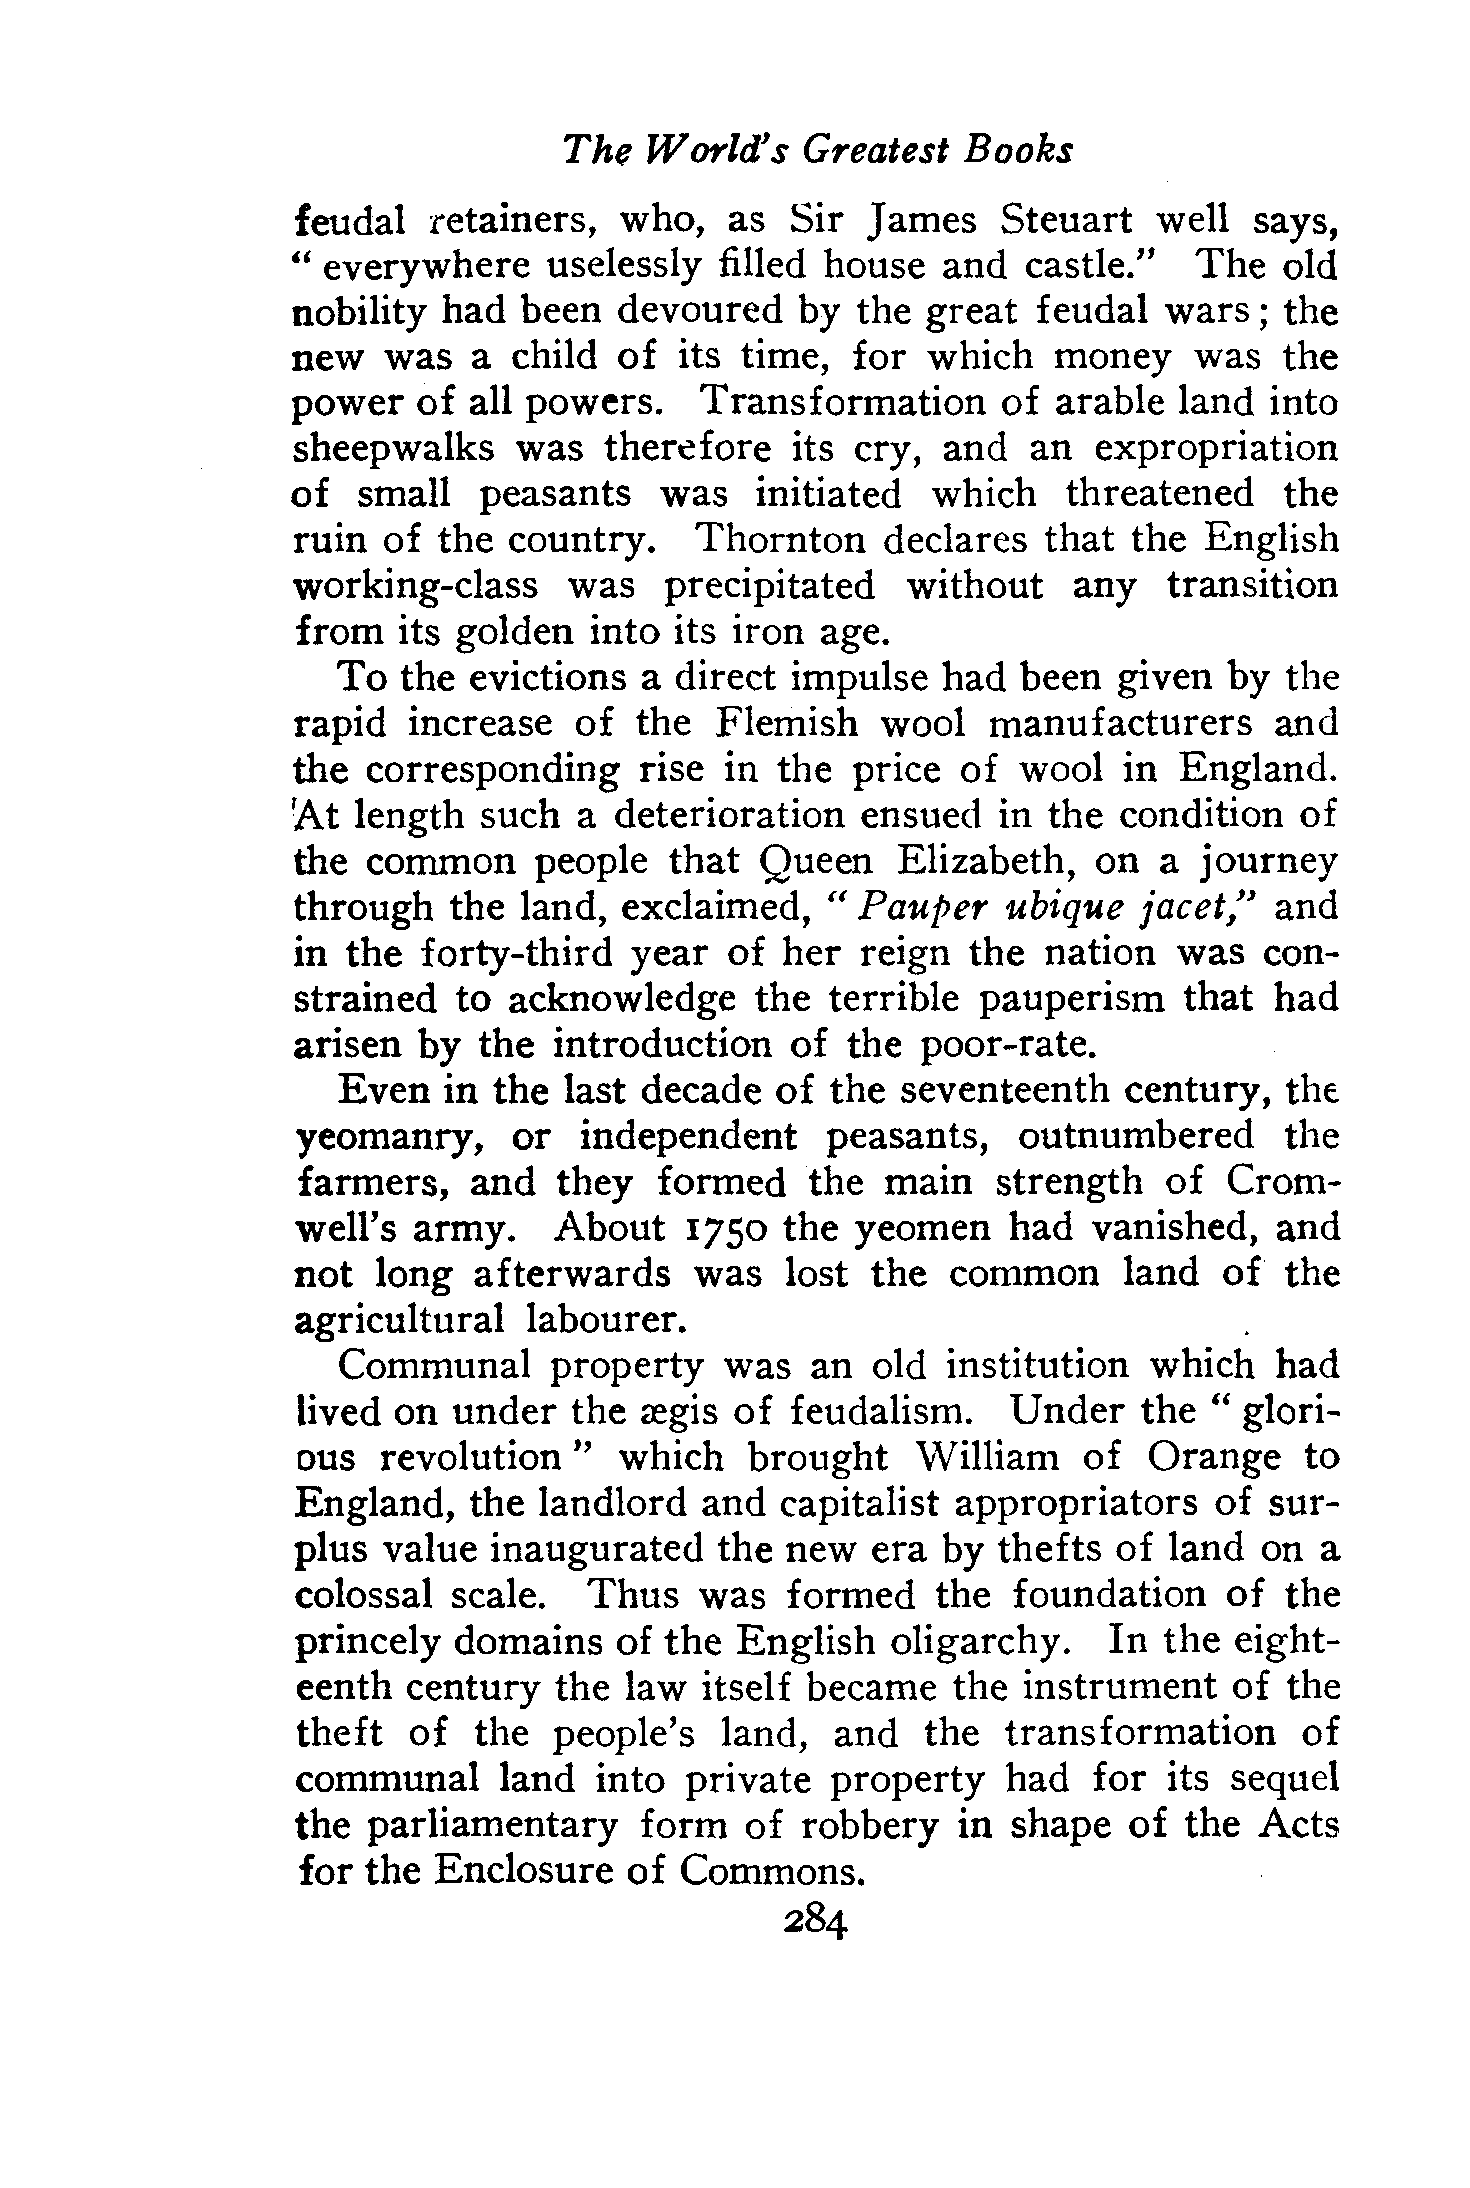 The World's Greatest Books
feudal retainers, who, as Sir James Steuart well says,
“ everywhere uselessly filled house and castle.” The old
nobility had been devoured by the great feudal wars ; the
new was a child of its time, for which money was the
power of all powers. Transformation of arable land into
sheepwalks was therefore its cry, and an expropriation
of small peasants was initiated which threatened the
ruin of the country. Thornton declares that the English
working-class was precipitated without any transition
from its golden into its iron age.
To the evictions a direct impulse had been given by the
rapid increase of the Flemish wool manufacturers and
the corresponding rise in the price of wool in England.
At length such a deterioration ensued in the condition of
the common people that Queen Elizabeth, on a journey
through the land, exclaimed, “ Pauper ubique jacet,” and
in the forty-third year of her reign the nation was con-
strained to acknowledge the terrible pauperism that had
arisen by the introduction of the poor-rate.
Even in the last decade of the seventeenth century, the
yeomanry, or independent peasants, outnumbered the
farmers, and they formed the main strength of Crom-
well's army. About 1750 the yeomen had vanished, and
not long afterwards was lost the common land of the
agricultural labourer.
Communal property was an old institution which had
lived on under the ægis of feudalism. Under the “ glori-
ous revolution ” which brought William of Orange to
England, the landlord and capitalist appropriators of sur-
plus value inaugurated the new era by thefts of land on a
colossal scale. Thus was formed the foundation of the
princely domains of the English oligarchy. In the eight-
eenth century the law itself became the instrument of the
theft of the people's land, and the transformation of
communal land into private property had for its sequel
the parliamentary form of robbery in shape of the Acts
for the Enclosure of Commons.
284